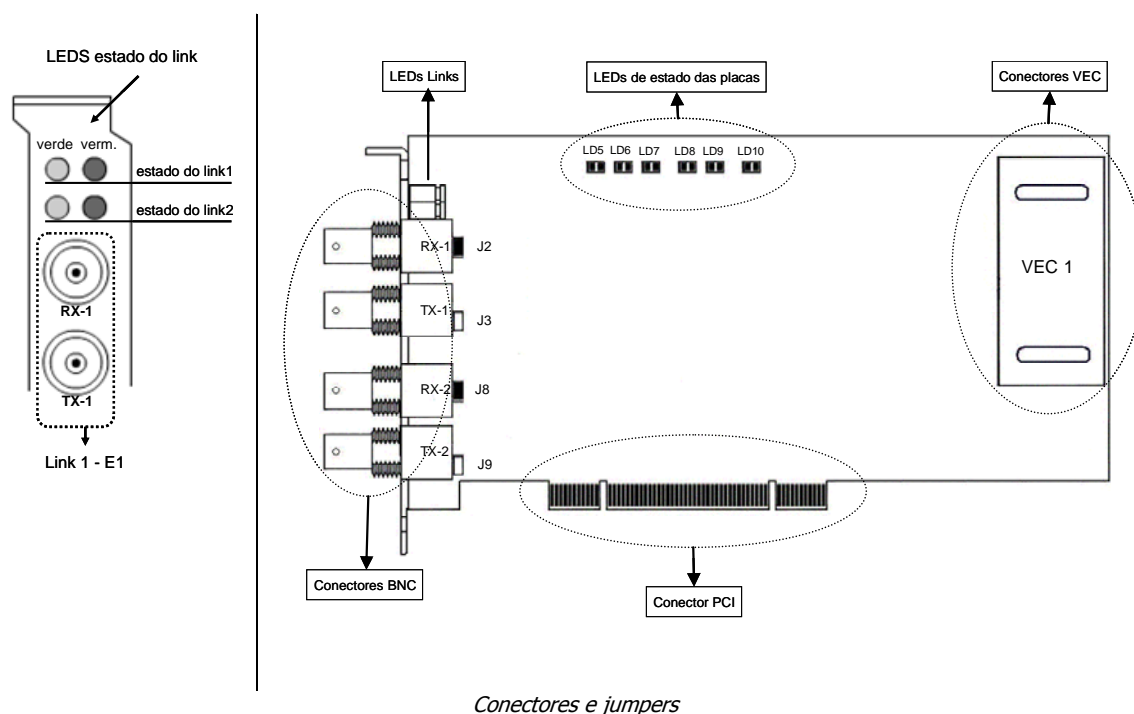 LEDS estado do link
verde verm.
estado do link1
estado do link2
RX-1
TX-1
Link 1 - E1
LEDs Links
LEDs de estado das placas
Conectores VEC
LD5 LD6 LD7 LD8 LD9 LD10
RX-1 J2
TX-1 J3
RX-2 J8
TX-2 J9
VEC 1
Conectores BNC
Conector PCI
Conectores e jumpers